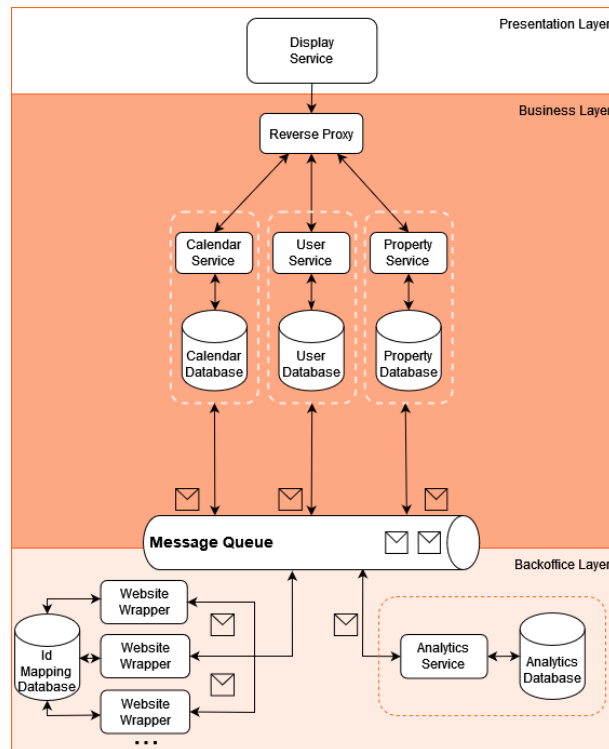 Presentation Layer
Display
Service
Business Layer
Reverse Proxy
Calendar
Service
User
Service
Property
Service
Calendar
Database
User
Database
Property
Database
Message Queue
Backoffice Layer
Website
Wrapper
Id
Mapping
Database
Website
Wrapper
Website
Wrapper
...
Analytics
Service
Analytics
Database